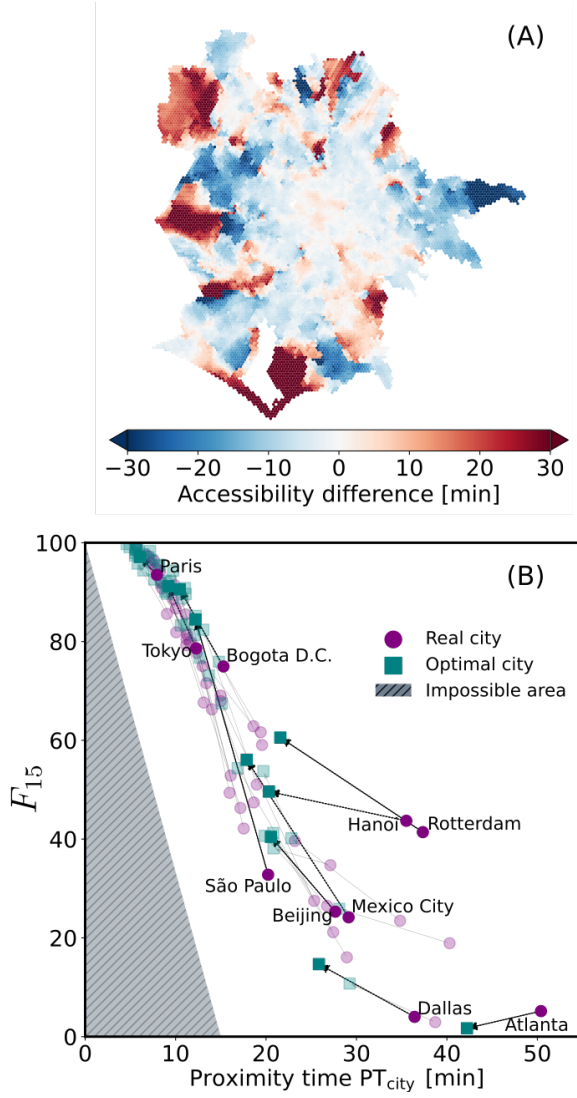 (A)
−30 −20 −10 0 10 20 30
Accessibility difference [min]
(B)
100
80
60
40
20
0
F15
Paris
Tokyo
Bogota D.C.
Real city
Optimal city
Impossible area
Hanoi
Rotterdam
São Paulo
Beijing
Mexico City
Dallas
Atlanta
0 10 20 30 40 50
Proximity time PTcity [min]